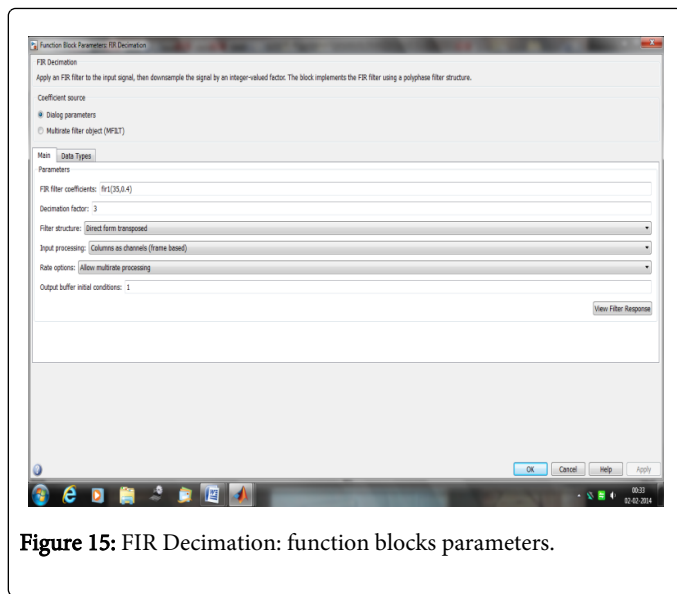 Function Block Parameters: FIR Decimation
FIR Decimation
Apply an FIR filter to the input signal, then downsample the signal by an integer-valued factor. The block implements the FIR filter using a polyphase filter structure.
Coefficient source
Dialog parameters
Multirate filter object (MFILT)
Main Data Types
Parameters
FIR filter coefficients: fir1(35,0.4)
Decimation factor: 3
Filter structure: Direct form transposed
Input processing: Columns as channels (frame based)
Rate options: Allow multirate processing
Output buffer initial conditions: 1
View Filter Response
OK Cancel Help Apply
00:33
02-02-2014
Figure 15: FIR Decimation: function blocks parameters.